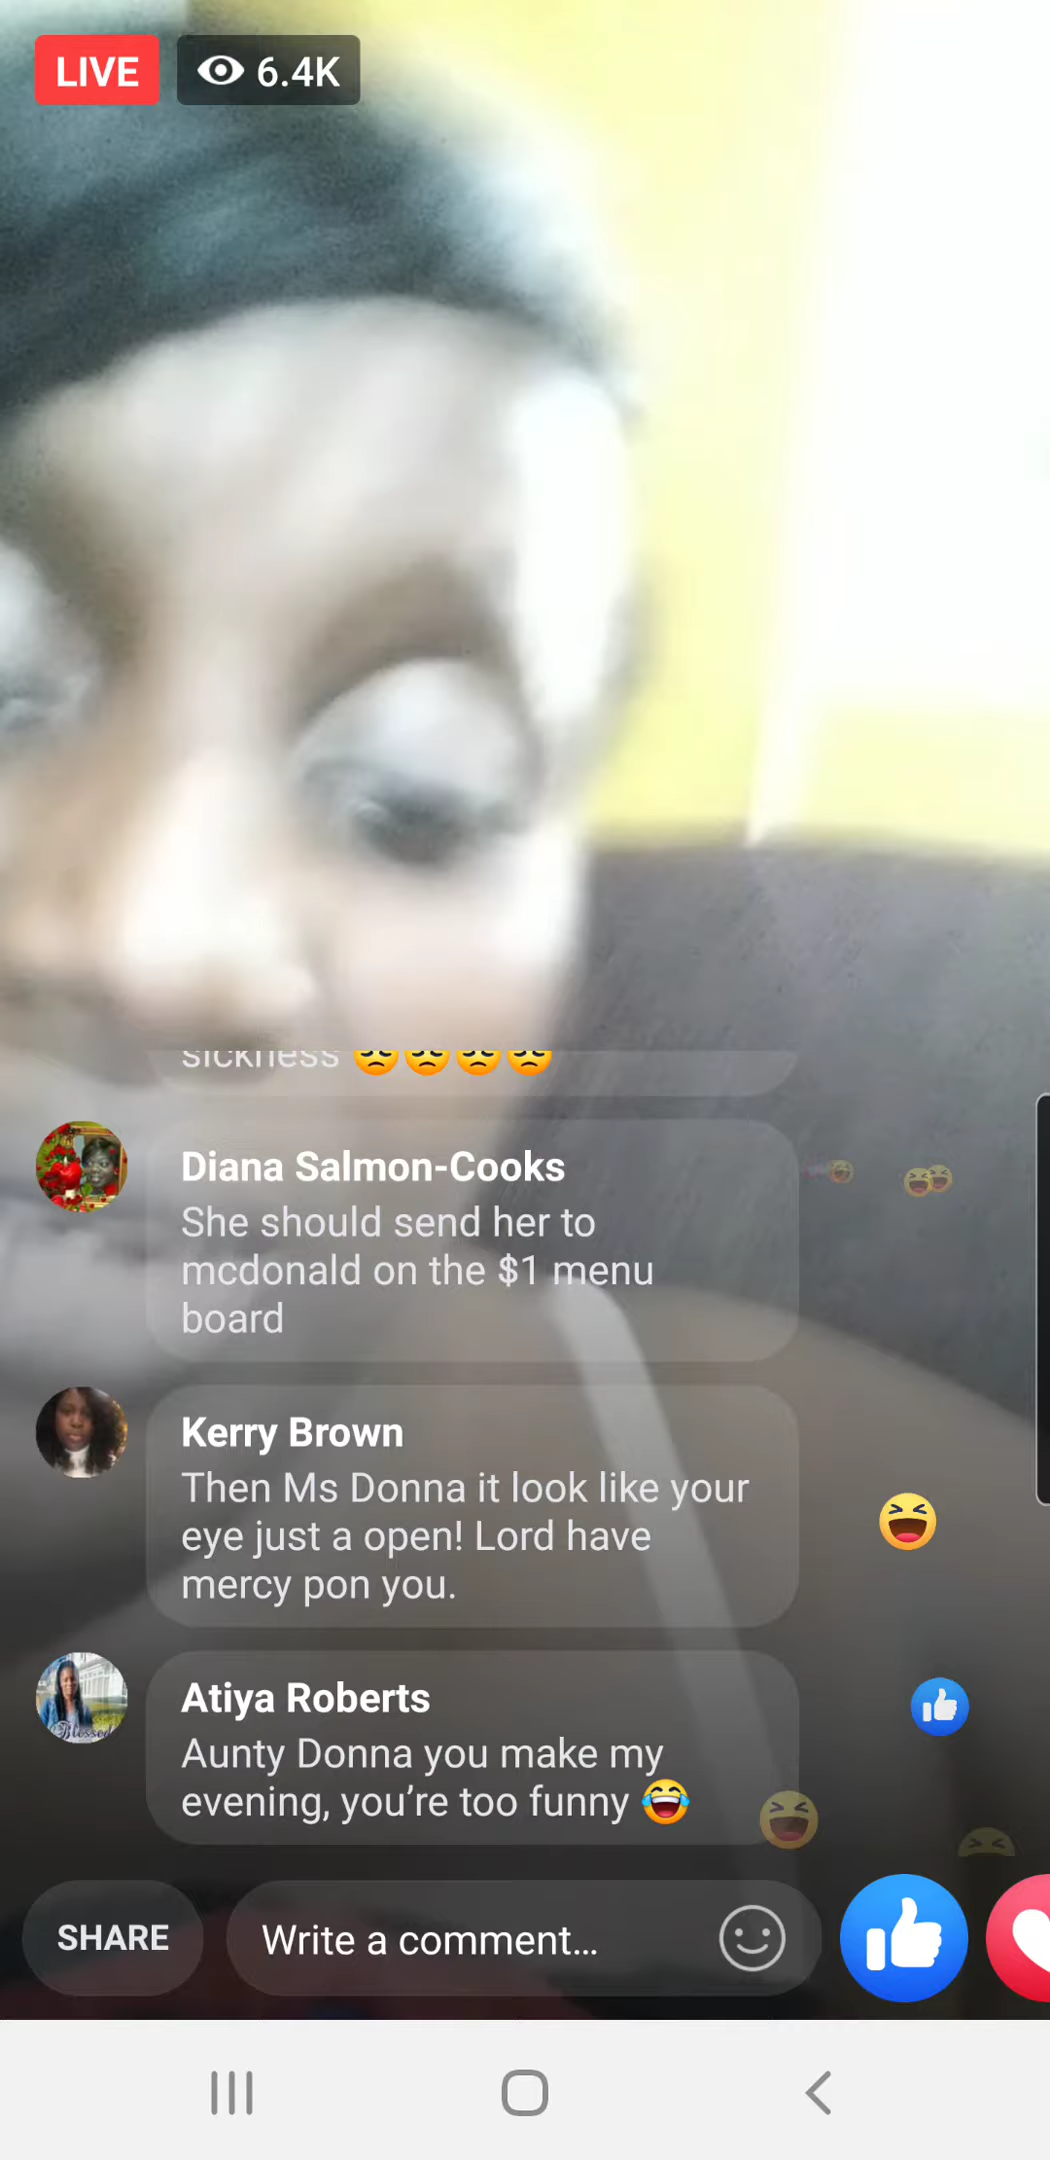 LIVE 6.4K
sickness 😞😞😞😞
Diana Salmon-Cooks
She should send her to
mcdonald on the $1 menu
board
Kerry Brown
Then Ms Donna it look like your
eye just a open! Lord have
mercy pon you.
Atiya Roberts
Blessed
Aunty Donna you make my
evening, you’re too funny 😂
SHARE Write a comment...